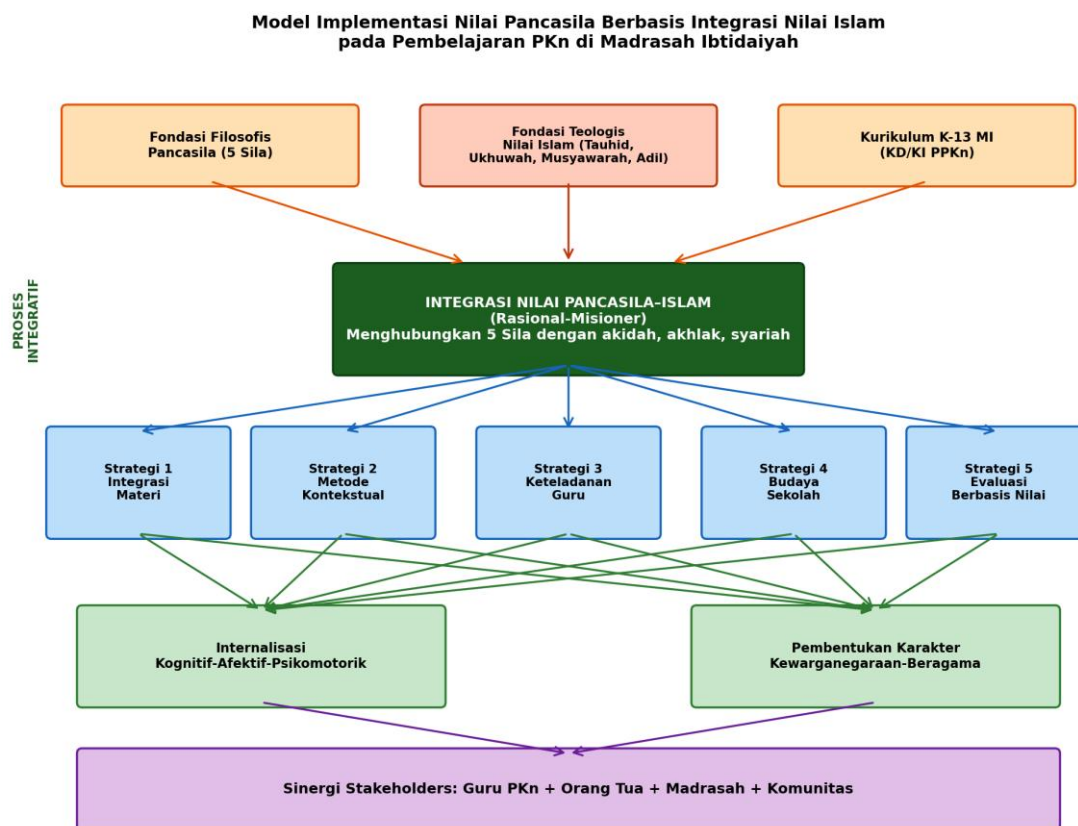 Model Implementasi Nilai Pancasila Berbasis Integrasi Nilai Islam
pada Pembelajaran PKn di Madrasah Ibtidaiyah
Fondasi Filosofis
Pancasila (5 Sila)
Fondasi Teologis
Nilai Islam (Tauhid,
Ukhuwah, Musyawarah, Adil)
Kurikulum K-13 MI
(KD/KI PPKn)
PROSES
INTEGRATIF
INTEGRASI NILAI PANCASILA–ISLAM
(Rasional-Misioner)
Menghubungkan 5 Sila dengan akidah, akhlak, syariah
Strategi 1
Integrasi
Materi
Strategi 2
Metode
Kontekstual
Strategi 3
Keteladanan
Guru
Strategi 4
Budaya
Sekolah
Strategi 5
Evaluasi
Berbasis Nilai
Internalisasi
Kognitif-Afektif-Psikomotorik
Pembentukan Karakter
Kewarganegaraan-Beragama
Sinergi Stakeholders: Guru PKn + Orang Tua + Madrasah + Komunitas